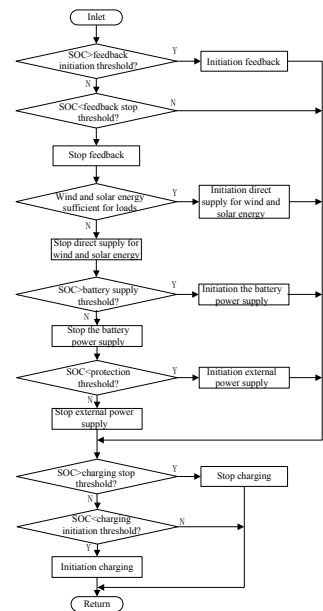 Inlet
SOC>feedback
initiation threshold?
Y
Initiation feedback
N
SOC<feedback stop
threshold?
N
Y
Stop feedback
Wind and solar energy
sufficient for loads
Y
Initiation direct
supply for wind and
solar energy
N
Stop direct supply for
wind and solar energy
SOC>battery supply
threshold?
Y
Initiation the battery
power supply
N
Stop the battery
power supply
SOC<protection
threshold?
Y
Initiation external
power supply
N
Stop external power
supply
SOC>charging stop
threshold?
Y
Stop charging
N
SOC<charging
initiation threshold?
N
Y
Initiation charging
Return